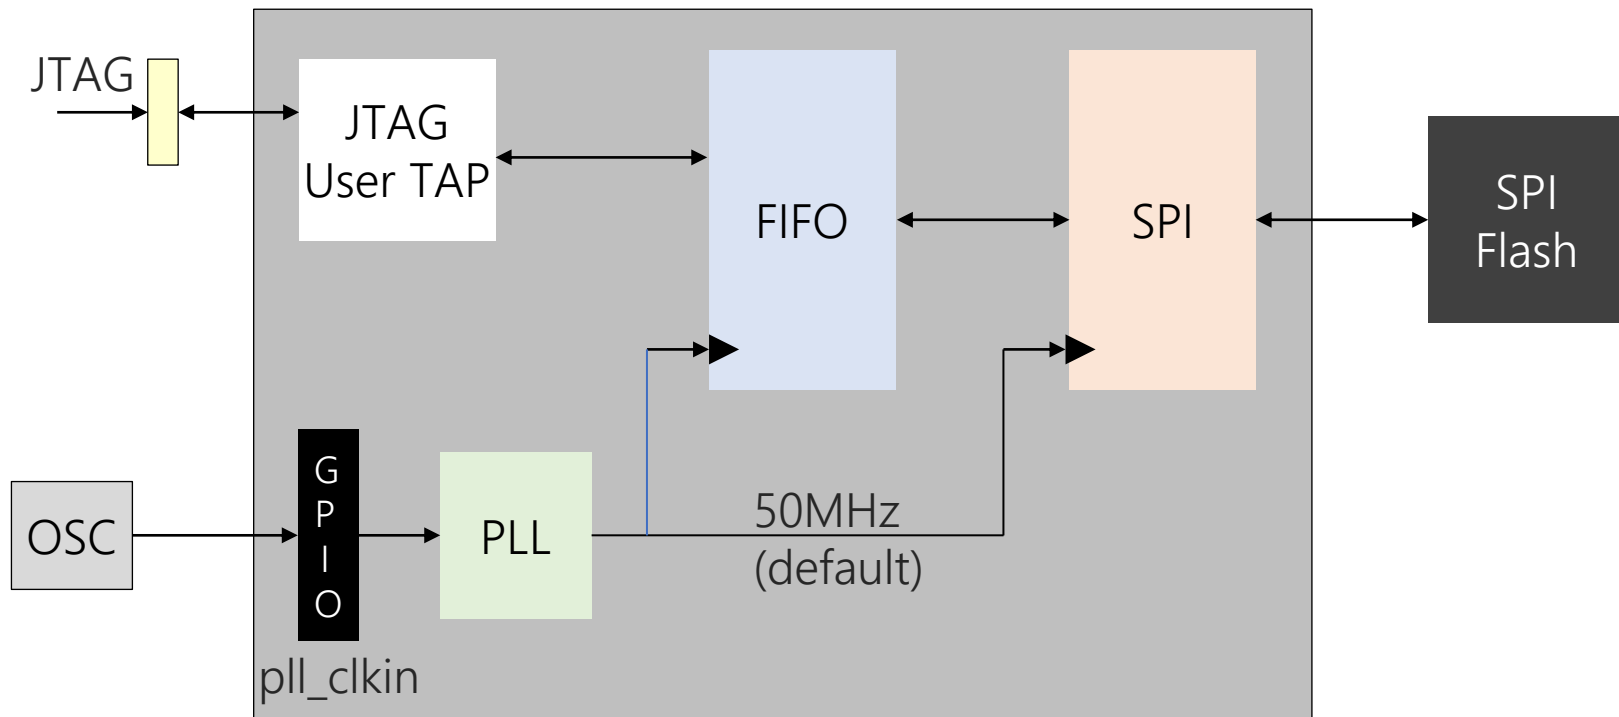 JTAG
JTAG
User TAP
FIFO
SPI
SPI
Flash
G
P
I
O
OSC
PLL
50MHz
(default)
pll_clkin